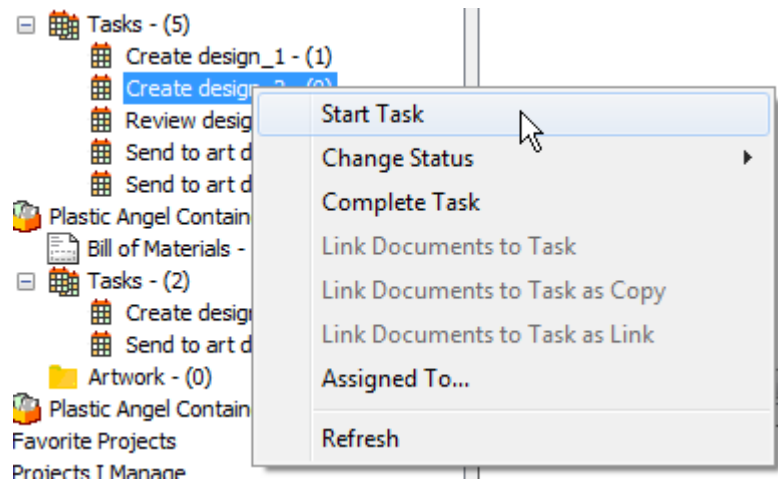 Tasks - (5)
Create design_1 - (1)
Create design_2 - (0)
Review desig
Send to art d
Send to art d
Plastic Angel Contain
Bill of Materials -
Tasks - (2)
Create desig
Send to art d
Artwork - (0)
Plastic Angel Contain
Favorite Projects
Projects I Manage
Start Task
Change Status
Complete Task
Link Documents to Task
Link Documents to Task as Copy
Link Documents to Task as Link
Assigned To...
Refresh